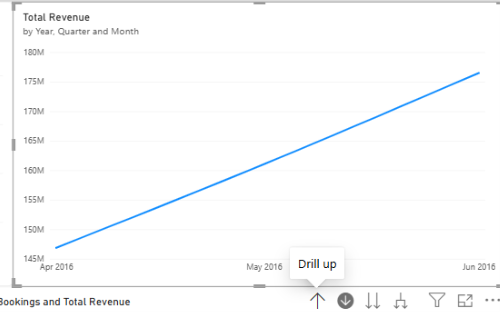 Total Revenue
by Year, Quarter and Month
180M
175M
170M
165M
160M
155M
150M
145M
Apr 2016
May 2016
Jun 2016
Drill up
Bookings and Total Revenue